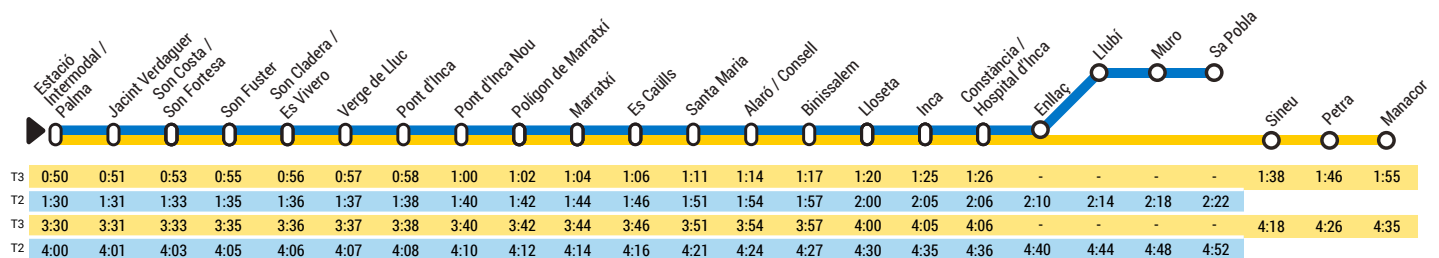 Estació
Intermodal /
Palma
Jacint Verdaguer
Son Costa /
Son Fortesa
Son Fuster
Son Cladera /
Es Vivero
Verge de Lluc
Pont d'Inca
Pont d'Inca Nou
Polígon de Marratxí
Marratxí
Es Caülls
Santa Maria
Alaró / Consell
Binissalem
Lloseta
Inca
Constància /
Hospital d'Inca
Enllaç
Llubí
Muro
Sa Pobla
Sineu
Petra
Manacor
T3 0:50 0:51 0:53 0:55 0:56 0:57 0:58 1:00 1:02 1:04 1:06 1:11 1:14 1:17 1:20 1:25 1:26 - - - - 1:38 1:46 1:55
T2 1:30 1:31 1:33 1:35 1:36 1:37 1:38 1:40 1:42 1:44 1:46 1:51 1:54 1:57 2:00 2:05 2:06 2:10 2:14 2:18 2:22
T3 3:30 3:31 3:33 3:35 3:36 3:37 3:38 3:40 3:42 3:44 3:46 3:51 3:54 3:57 4:00 4:05 4:06 - - - - 4:18 4:26 4:35
T2 4:00 4:01 4:03 4:05 4:06 4:07 4:08 4:10 4:12 4:14 4:16 4:21 4:24 4:27 4:30 4:35 4:36 4:40 4:44 4:48 4:52